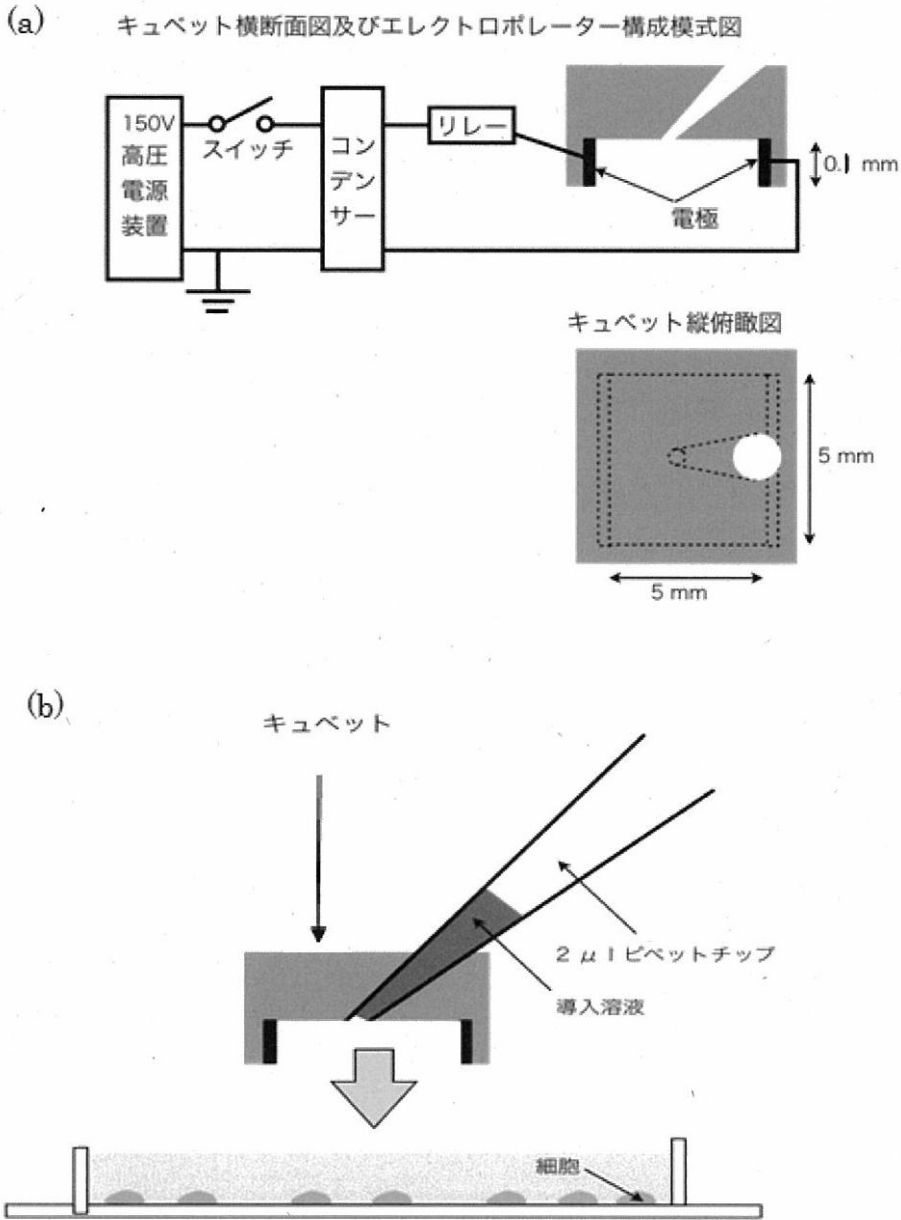 (a)
キュベット横断面図及びエレクトロポレーター構成模式図
150V
高圧
電源
装置
スイッチ
コンデンサー
リレー
電極
0.1 mm
キュベット縦俯瞰図
5 mm
5 mm
(b)
キュベット
2 μl ピペットチップ
導入溶液
細胞